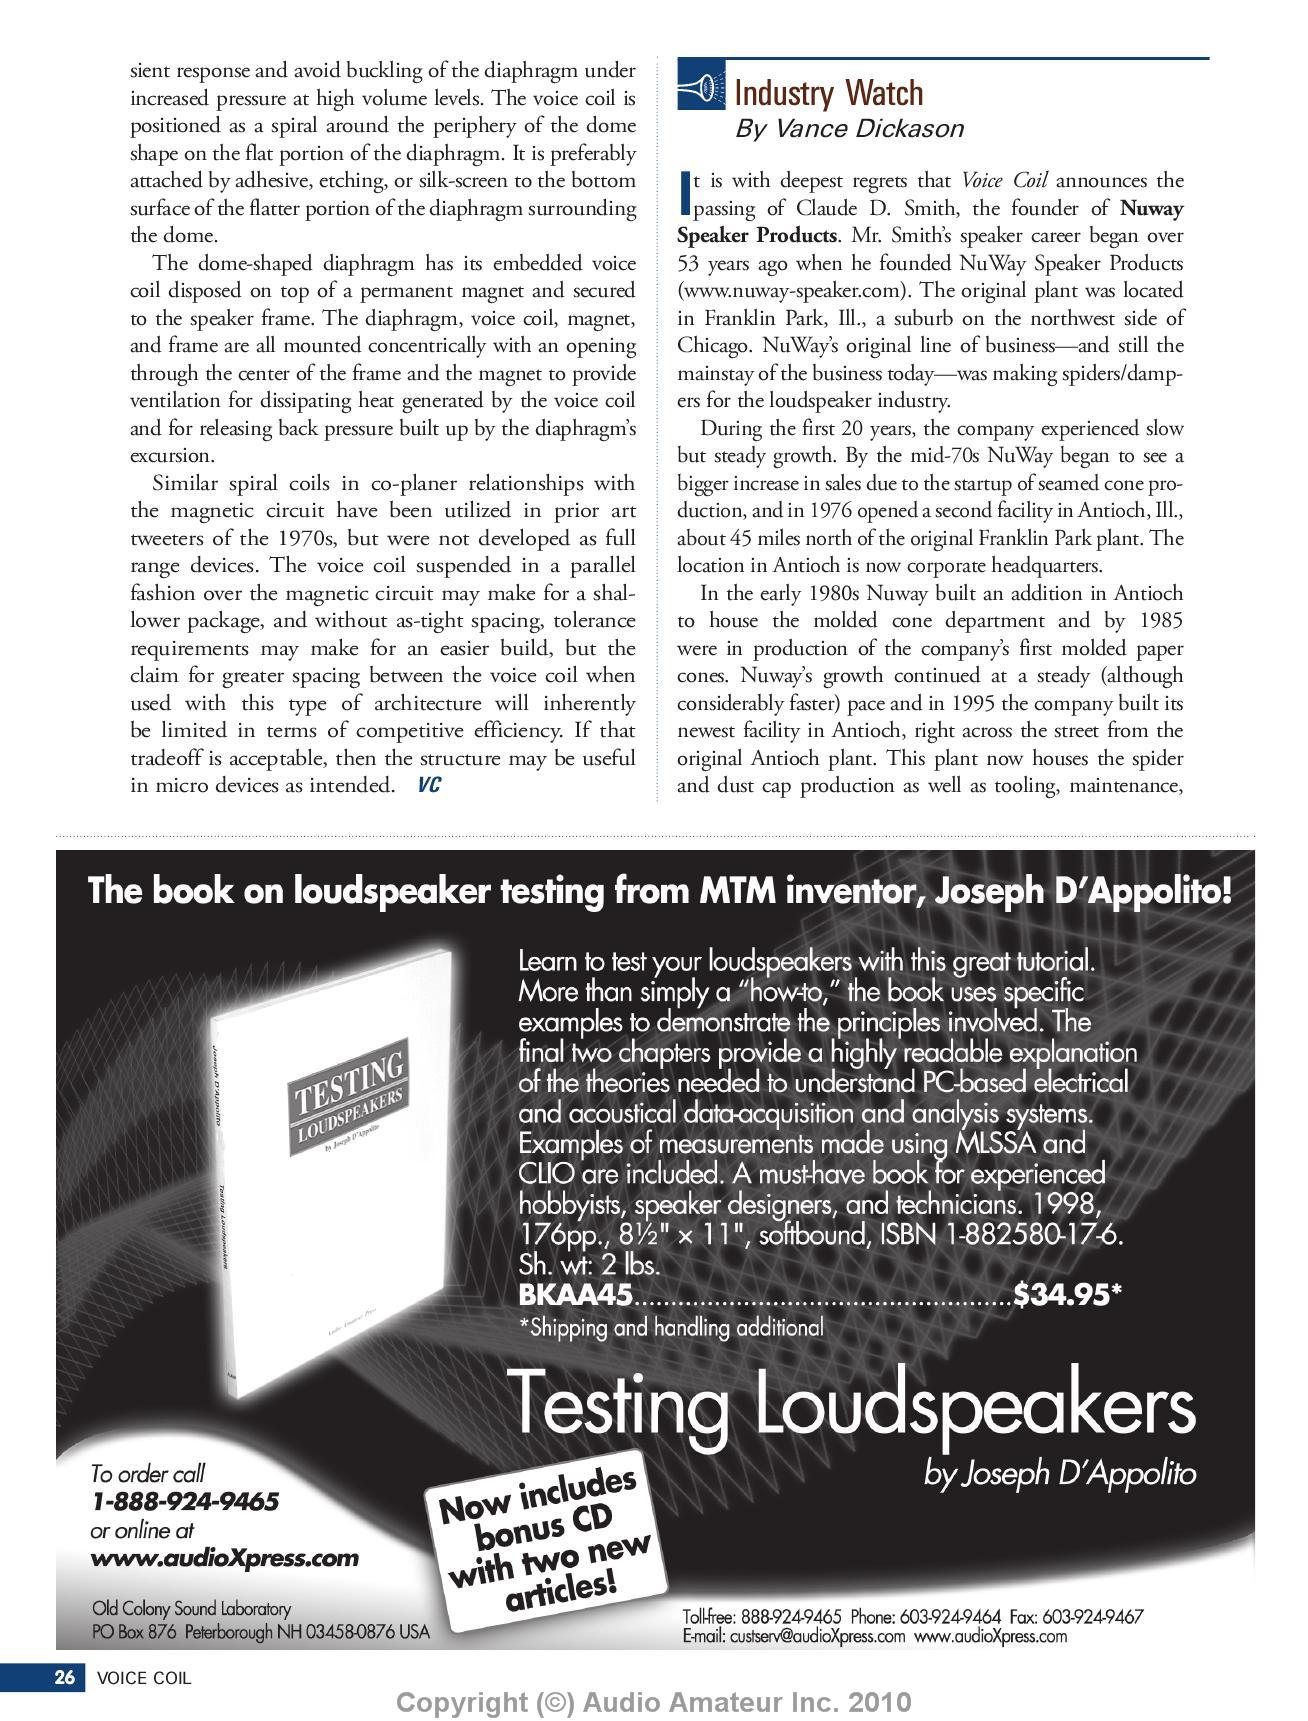 sient response and avoid buckling of the diaphragm under
increased pressure at high volume levels. The voice coil is
positioned as a spiral around the periphery of the dome
shape on the flat portion of the diaphragm. It is preferably
attached by adhesive, etching, or silk-screen to the bottom
surface of the flatter portion of the diaphragm surrounding
the dome.
The dome-shaped diaphragm has its embedded voice
coil disposed on top of a permanent magnet and secured
to the speaker frame. The diaphragm, voice coil, magnet,
and frame are all mounted concentrically with an opening
through the center of the frame and the magnet to provide
ventilation for dissipating heat generated by the voice coil
and for releasing back pressure built up by the diaphragm's
excursion.
Similar spiral coils in co-planer relationships with
the magnetic circuit have been utilized in prior art
tweeters of the 1970s, but were not developed as full
range devices. The voice coil suspended in a parallel
fashion over the magnetic circuit may make for a shal-
lower package, and without as-tight spacing, tolerance
requirements may make for an easier build, but the
claim for greater spacing between the voice coil when
used with this type of architecture will inherently
be limited in terms of competitive efficiency. If that
tradeoff is acceptable, then the structure may be useful
in micro devices as intended. VC
Industry Watch
By Vance Dickason
It is with deepest regrets that Voice Coil announces the
passing of Claude D. Smith, the founder of Nuway
Speaker Products. Mr. Smith's speaker career began over
53 years ago when he founded NuWay Speaker Products
(www.nuway-speaker.com). The original plant was located
in Franklin Park, Ill., a suburb on the northwest side of
Chicago. NuWay's original line of business—and still the
mainstay of the business today—was making spiders/damp-
ers for the loudspeaker industry.
During the first 20 years, the company experienced slow
but steady growth. By the mid-70s NuWay began to see a
bigger increase in sales due to the startup of seamed cone pro-
duction, and in 1976 opened a second facility in Antioch, Ill.,
about 45 miles north of the original Franklin Park plant. The
location in Antioch is now corporate headquarters.
In the early 1980s Nuway built an addition in Antioch
to house the molded cone department and by 1985
were in production of the company's first molded paper
cones. Nuway's growth continued at a steady (although
considerably faster) pace and in 1995 the company built its
newest facility in Antioch, right across the street from the
original Antioch plant. This plant now houses the spider
and dust cap production as well as tooling, maintenance,
The book on loudspeaker testing from MTM inventor, Joseph D'Appolito!
Joseph D'Appolito
Testing Loudspeakers
TESTING
LOUDSPEAKERS
by Joseph D'Appolito
Audio Amateur Press
Learn to test your loudspeakers with this great tutorial.
More than simply a “how-to,” the book uses specific
examples to demonstrate the principles involved. The
final two chapters provide a highly readable explanation
of the theories needed to understand PC-based electrical
and acoustical data-acquisition and analysis systems.
Examples of measurements made using MLSSA and
CLIO are included. A must-have book for experienced
hobbyists, speaker designers, and technicians. 1998,
176pp., 8½" × 11", softbound, ISBN 1-882580-17-6.
Sh. wt: 2 lbs.
BKAA45....................................................$34.95*
*Shipping and handling additional
Testing Loudspeakers
by Joseph D'Appolito
To order call
1-888-924-9465
or online at
www.audioXpress.com
Now includes
bonus CD
with two new
articles!
Old Colony Sound Laboratory
PO Box 876 Peterborough NH 03458-0876 USA
Toll-free: 888-924-9465 Phone: 603-924-9464 Fax: 603-924-9467
E-mail: custserv@audioXpress.com www.audioXpress.com
26 VOICE COIL
Copyright (©) Audio Amateur Inc. 2010